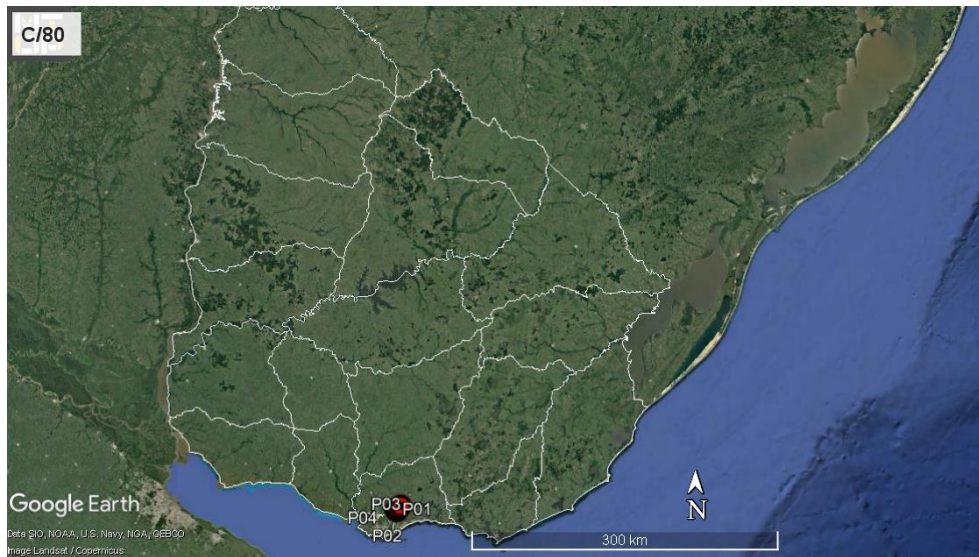 C/80
P03
P01
P04
P02
N
300 km
Google Earth
Data SIO, NOAA, U.S. Navy, NGA, GEBCO
Image Landsat / Copernicus